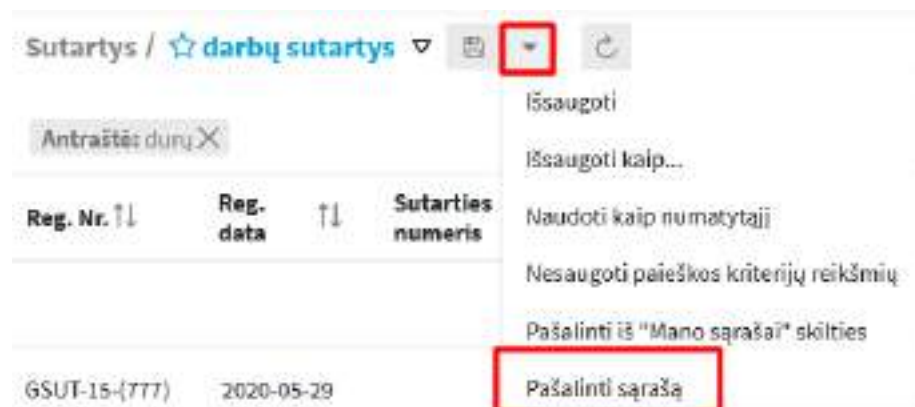 Sutartys / darbų sutartys
Išsaugoti
Antraštė: durų
Išsaugoti kaip...
Reg. Nr. Reg. data Sutarties numeris
Naudoti kaip numatytąjį
Nesaugoti paieškos kriterijų reikšmių
Pašalinti iš "Mano sąrašai" skilties
GSUT-15-(777) 2020-05-29 Pašalinti sąrašą